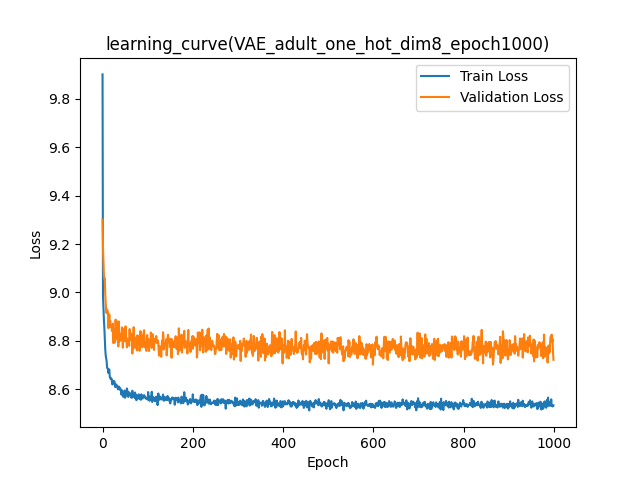 learning_curve(VAE_adult_one_hot_dim8_epoch1000)
Train Loss
Validation Loss
9.8
9.6
9.4
9.2
9.0
8.8
8.6
Loss
0 200 400 600 800 1000
Epoch